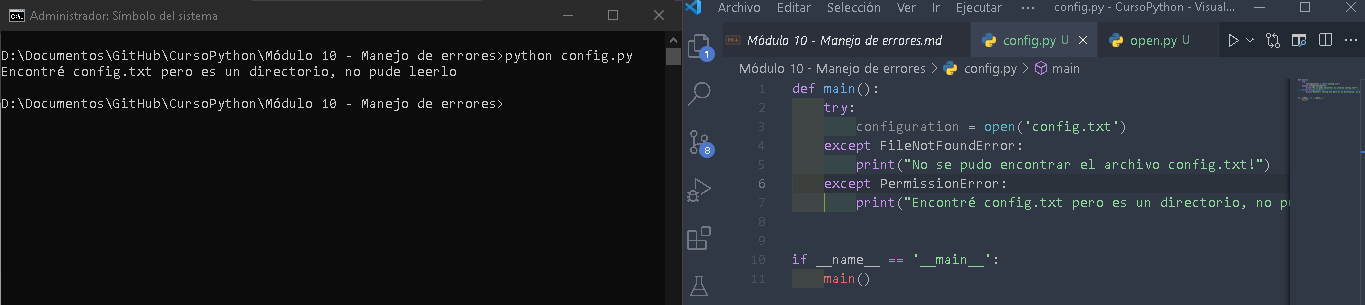 Administrador: Símbolo del sistema
D:\Documentos\GitHub\CursoPython\Módulo 10 - Manejo de errores>python config.py
Encontré config.txt pero es un directorio, no pude leerlo
D:\Documentos\GitHub\CursoPython\Módulo 10 - Manejo de errores>
Archivo Editar Selección Ver Ir Ejecutar ··· config.py - CursoPython - Visual...
Módulo 10 - Manejo de errores.md config.py U open.py U
Módulo 10 - Manejo de errores > config.py > main
1 def main():
2 try:
3 configuration = open('config.txt')
4 except FileNotFoundError:
5 print("No se pudo encontrar el archivo config.txt!")
6 except PermissionError:
7 print("Encontré config.txt pero es un directorio, no pu
8
9
10 if __name__ == '__main__':
11 main()
1
8